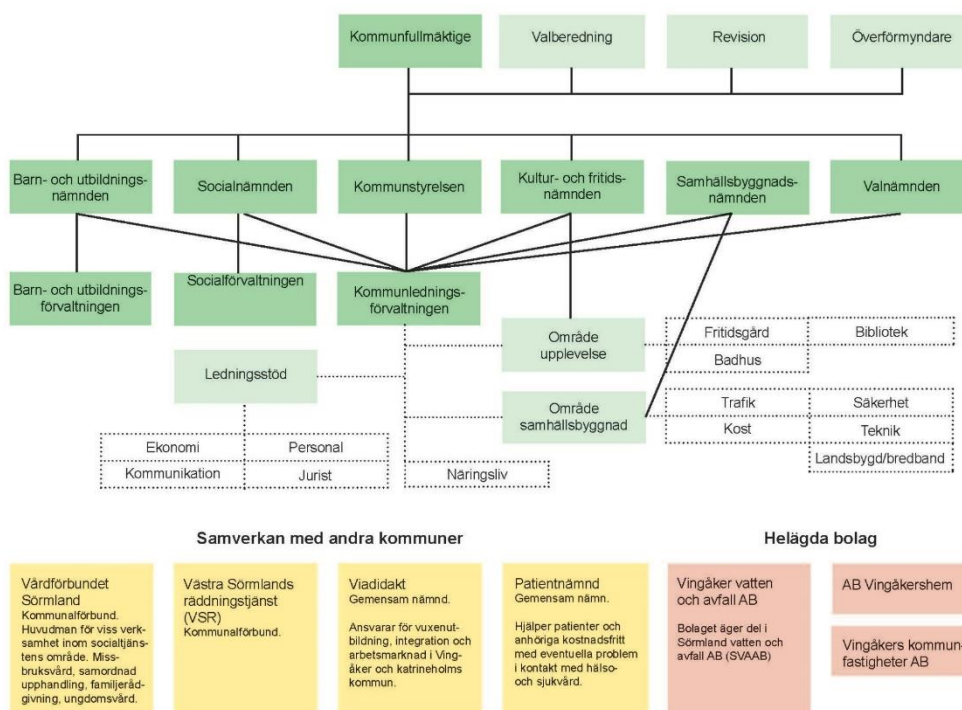 Kommunfullmäktige
Valberedning
Revision
Överförmyndare
Barn- och utbildnings-
nämnden
Socialnämnden
Kommunstyrelsen
Kultur- och fritids-
nämnden
Samhällsbyggnads-
nämnden
Valnämnden
Barn- och utbildnings-
förvaltningen
Socialförvaltningen
Kommunlednings-
förvaltningen
Område
upplevelse
Fritidsgård
Bibliotek
Badhus
Ledningsstöd
Område
samhällsbyggnad
Trafik
Säkerhet
Kost
Teknik
Landsbygd/bredband
Ekonomi
Personal
Kommunikation
Jurist
Näringsliv
Samverkan med andra kommuner
Helägda bolag
Vårdförbundet
Sörmland
Kommunalförbund.
Huvudman för viss verk-
samhet inom socialtjän-
stens område. Miss-
bruksvård, samordnad
upphandling, familjeråd-
givning, ungdomsvård.
Västra Sörmlands
räddningstjänst
(VSR)
Kommunalförbund.
Viadidakt
Gemensam nämnd.
Ansvarar för vuxenut-
bildning, integration och
arbetsmarknad i Ving-
åker och katrineholms
kommun.
Patientnämnd
Gemensam nämn.
Hjälper patienter och
anhöriga kostnadsfritt
med eventuella problem
i kontakt med hälso-
och sjukvård.
Vingåker vatten
och avfall AB
Bolaget äger del i
Sörmland vatten och
avfall AB (SVAAB)
AB Vingåkershem
Vingåkers kommun-
fastigheter AB